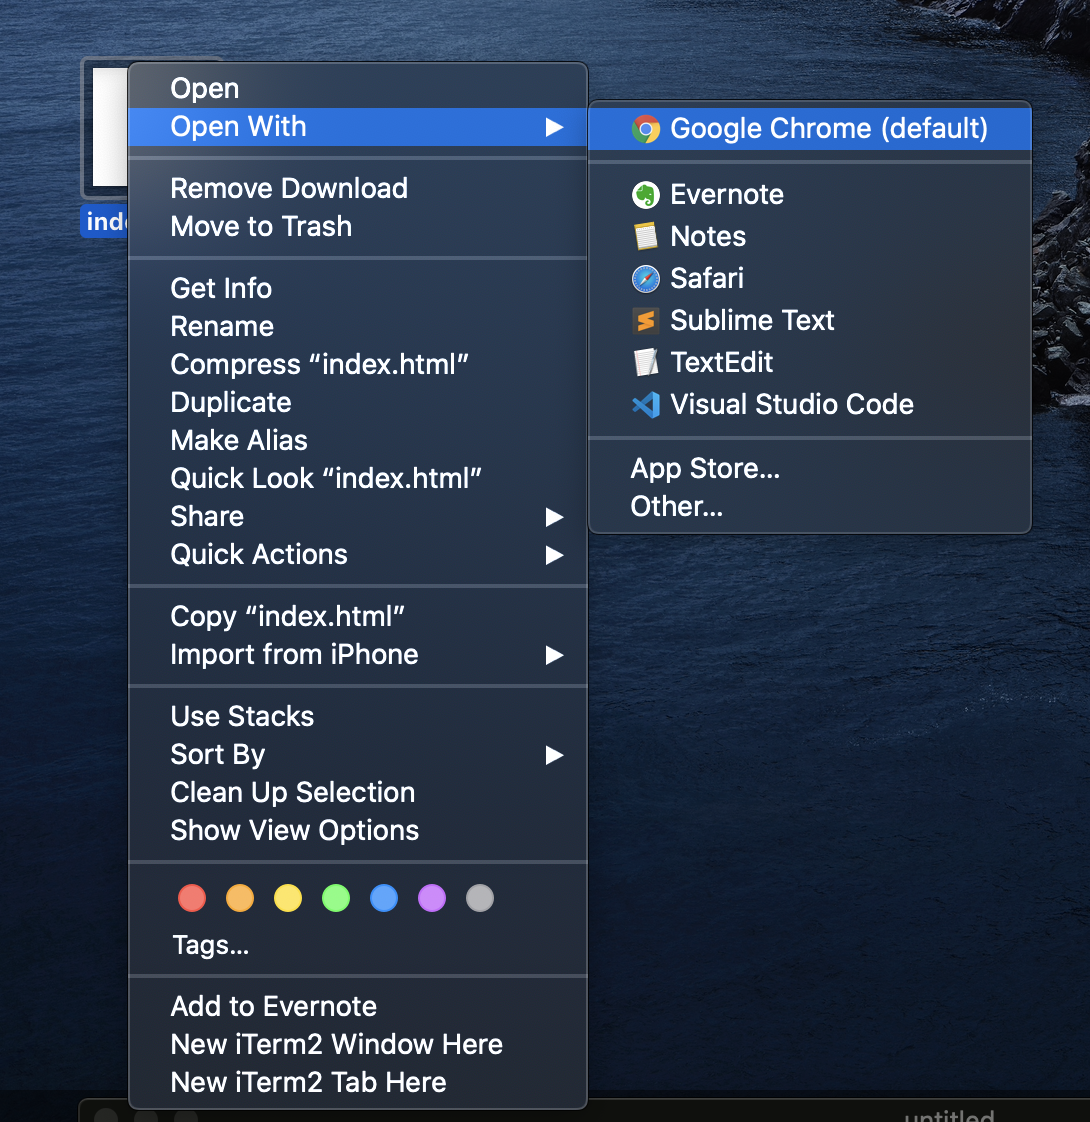 Open
Open With
Remove Download
Move to Trash
Get Info
Rename
Compress “index.html”
Duplicate
Make Alias
Quick Look “index.html”
Share
Quick Actions
Copy “index.html”
Import from iPhone
Use Stacks
Sort By
Clean Up Selection
Show View Options
Tags...
Add to Evernote
New iTerm2 Window Here
New iTerm2 Tab Here
Google Chrome (default)
Evernote
Notes
Safari
Sublime Text
TextEdit
Visual Studio Code
App Store...
Other...
untitled